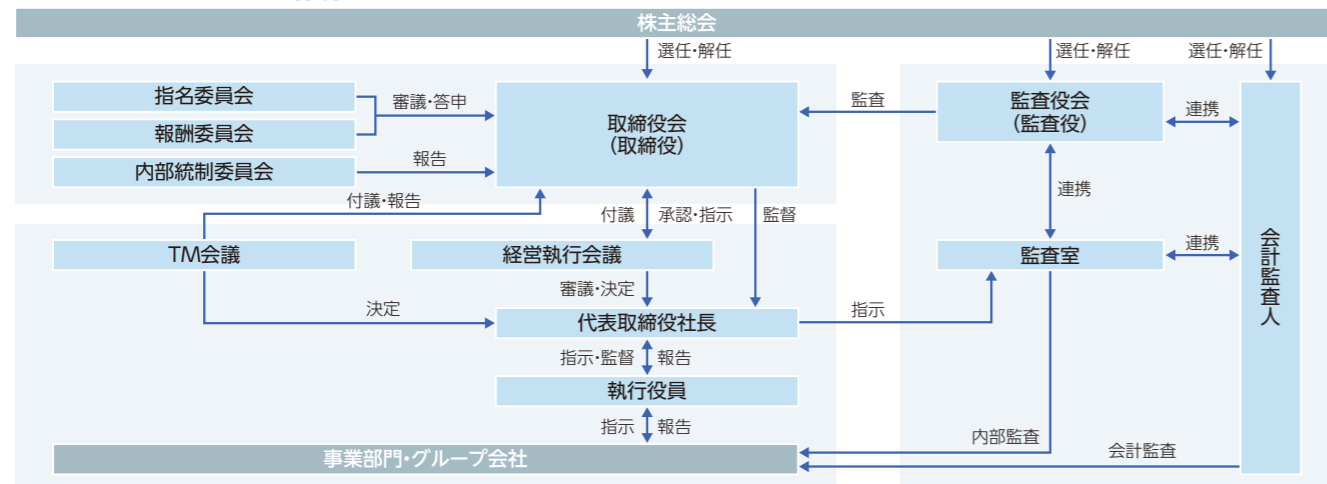 株主総会
選任・解任
選任・解任
選任・解任
指名委員会
報酬委員会
内部統制委員会
審議・答申
報告
取締役会
(取締役)
監査
監査役会
(監査役)
連携
連携
付議・報告
付議
承認・指示
監督
TM会議
経営執行会議
監査室
連携
会計監査人
審議・決定
決定
代表取締役社長
指示
指示・監督
報告
執行役員
指示
報告
内部監査
会計監査
事業部門・グループ会社